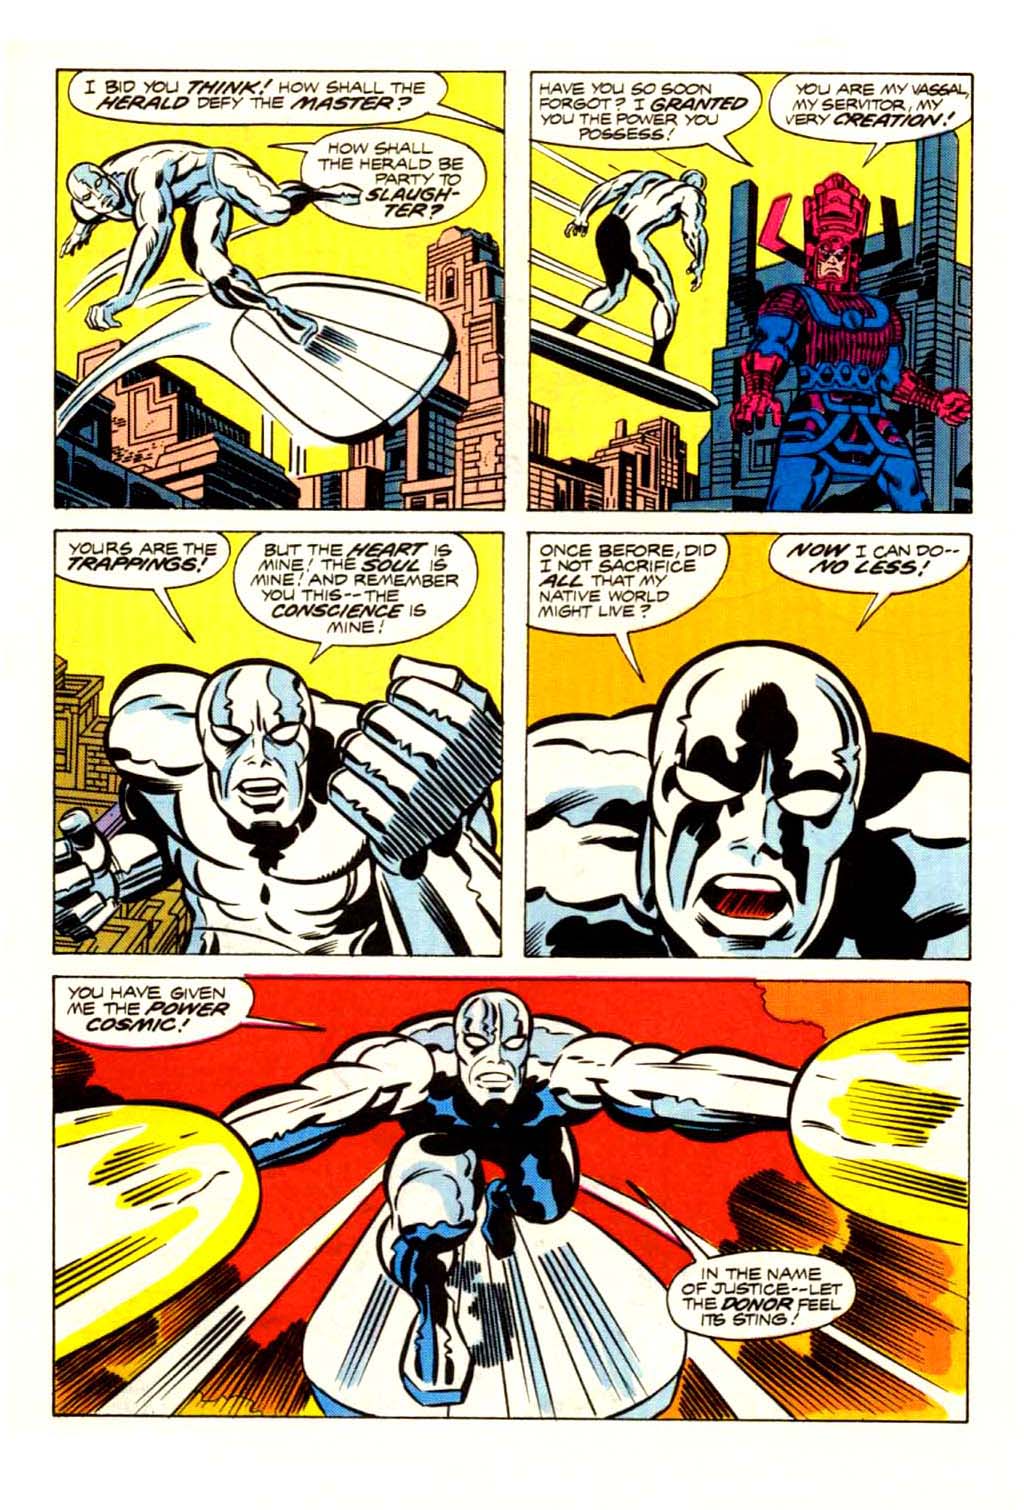 I BID YOU THINK! HOW SHALL THE
HERALD DEFY THE MASTER?
HOW SHALL
THE HERALD BE
PARTY TO
SLAUGH-
TER?
HAVE YOU SO SOON
FORGOT? I GRANTED
YOU THE POWER YOU
POSSESS!
YOU ARE MY VASSAL,
MY SERVITOR, MY
VERY CREATION!
YOURS ARE THE
TRAPPINGS!
BUT THE HEART IS
MINE! THE SOUL IS
MINE! AND REMEMBER
YOU THIS--THE
CONSCIENCE IS
MINE!
ONCE BEFORE, DID
I NOT SACRIFICE
ALL THAT MY
NATIVE WORLD
MIGHT LIVE?
NOW I CAN DO--
NO LESS!
YOU HAVE GIVEN
ME THE POWER
COSMIC!
IN THE NAME
OF JUSTICE--LET
THE DONOR FEEL
ITS STING!